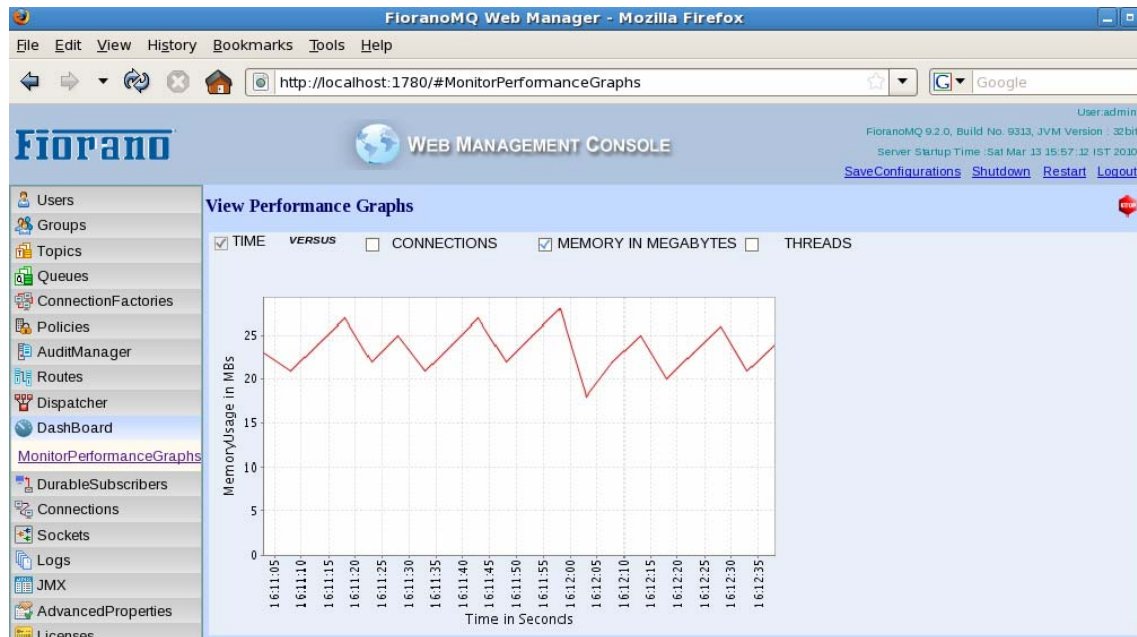 FioranoMQ Web Manager - Mozilla Firefox
File Edit View History Bookmarks Tools Help
http://localhost:1780/#MonitorPerformanceGraphs
G
Google
Fiorano
WEB MANAGEMENT CONSOLE
User:admin
FioranoMQ 9.2.0, Build No. 9313, JVM Version : 32bit
Server Startup Time :Sat Mar 13 15:57:12 IST 2010
SaveConfigurations Shutdown Restart Logout
Users
Groups
Topics
Queues
ConnectionFactories
Policies
AuditManager
Routes
Dispatcher
DashBoard
MonitorPerformanceGraphs
DurableSubscribers
Connections
Sockets
Logs
JMX
AdvancedProperties
Licenses
View Performance Graphs
STOP
TIME VERSUS CONNECTIONS MEMORY IN MEGABYTES THREADS
MemoryUsage in MBs
25
20
15
10
5
0
16:11:05
16:11:10
16:11:15
16:11:20
16:11:25
16:11:30
16:11:35
16:11:40
16:11:45
16:11:50
16:11:55
16:12:00
16:12:05
16:12:10
16:12:15
16:12:20
16:12:25
16:12:30
16:12:35
Time in Seconds